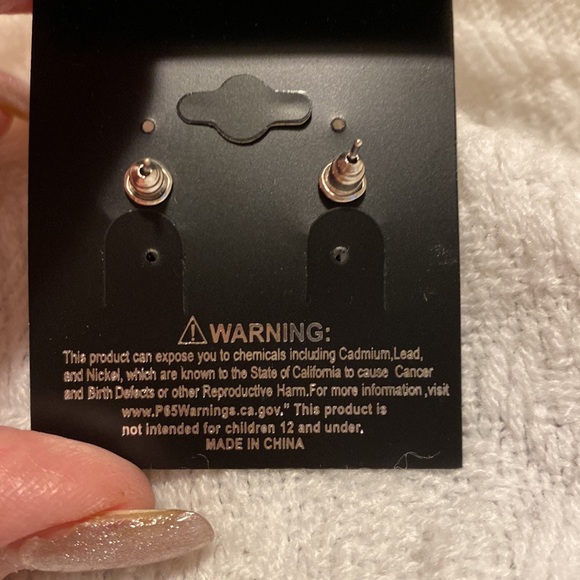 ⚠WARNING:
This product can expose you to chemicals including Cadmium,Lead,
and Nickel, which are known to the State of California to cause Cancer
and Birth Defects or other Reproductive Harm.For more information ,visit
www.P65Warnings.ca.gov," This product is
not intended for children 12 and under.
MADE IN CHINA